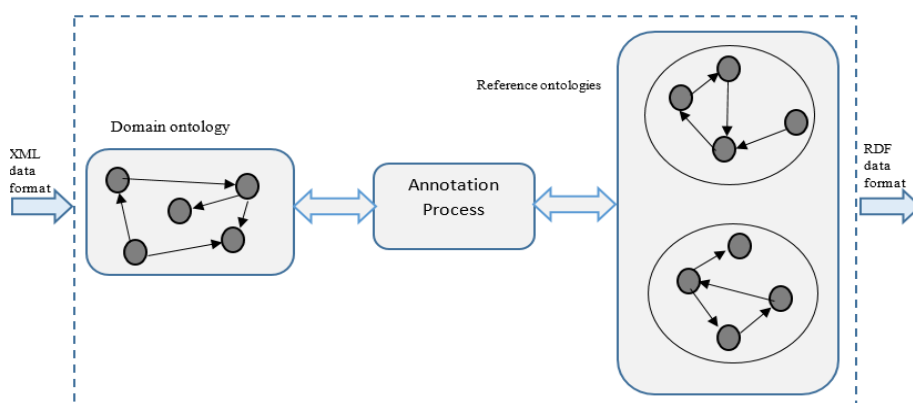 XML
data
format
Domain ontology
Annotation
Process
Reference ontologies
RDF
data
format